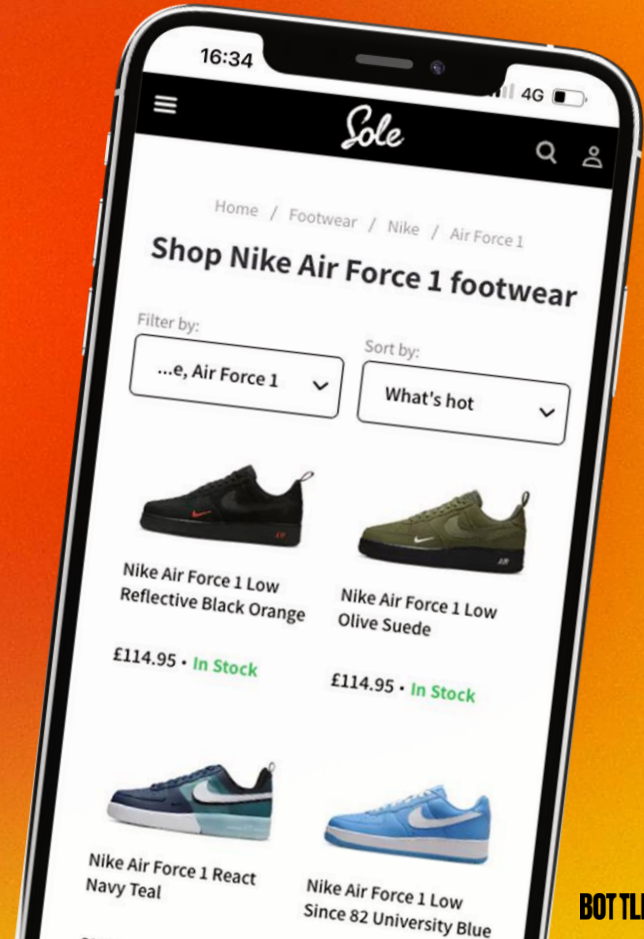 16:34
4G
Sole
Home / Footwear / Nike / Air Force 1
Shop Nike Air Force 1 footwear
Filter by:
Sort by:
...e, Air Force 1
What's hot
Nike Air Force 1 Low
Reflective Black Orange
£114.95 • In Stock
Nike Air Force 1 Low
Olive Suede
£114.95 • In Stock
Nike Air Force 1 React
Navy Teal
Nike Air Force 1 Low
Since 82 University Blue